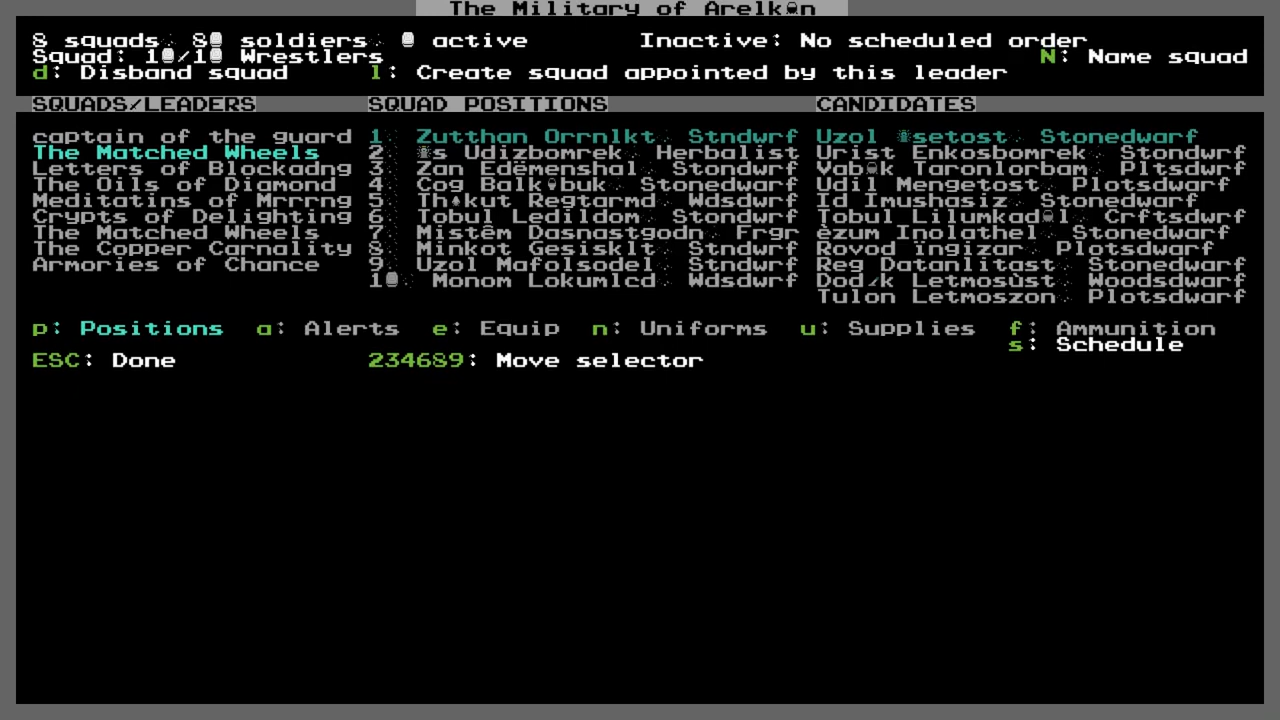 The Military of Arelk n
8 squads. 80 soldiers. 0 active Inactive: No scheduled order
Squad: 10/10 Wrestlers N: Name squad
d: Disband squad l: Create squad appointed by this leader
SQUADS/LEADERS SQUAD POSITIONS CANDIDATES
captain of the guard 1. Zutthan Orrnlkt. Stndwrf Uzol setost. Stonedwarf
The Matched Wheels 2. s Udizbomrek. Herbalist Urist Enkosbomrek. Stondwrf
Letters of Blockadng 3. Zan Edëmenshal. Stondwrf Vab k Taronlorbam. Pltsdwrf
The Oils of Diamond 4. Cog Balk buk. Stonedwarf Udil Mengetost. Plotsdwarf
Meditatins of Mrrrng 5. Th kut Regtarmd. Wdsdwrf Id Imushasiz. Stonedwarf
Crypts of Delighting 6. Tobul Ledildom. Stondwrf Tobul Lilumkad l. Crftsdwrf
The Matched Wheels 7. Mistêm Dasnastgodn. Frgr èzum Inolathel. Stonedwarf
The Copper Carnality 8. Minkot Gesisklt. Stndwrf Rovod ïngizar. Plotsdwarf
Armories of Chance 9. Uzol Mafolsodel. Stndwrf Reg Datanlitast. Stonedwarf
10. Monom Lokumlcd. Wdsdwrf Dod k Letmosùst. Woodsdwarf
Tulon Letmoszon. Plotsdwarf
p: Positions a: Alerts e: Equip n: Uniforms u: Supplies f: Ammunition
s: Schedule
ESC: Done 234689: Move selector